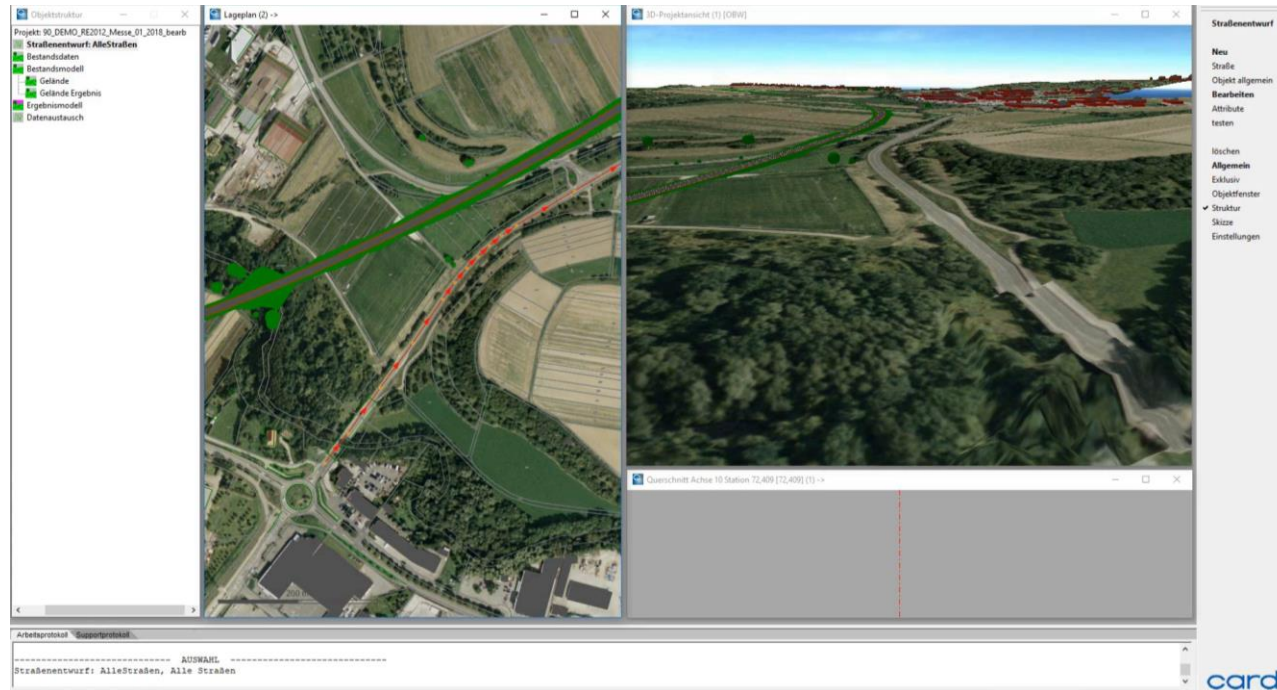 Objektstruktur
Projekt: 90_DEMO_RE2012_Messe_01_2018_bearb
Straßenentwurf: AlleStraßen
Bestandsdaten
Bestandsmodell
Gelände
Gelände Ergebnis
Ergebnismodell
Datenaustausch
Lageplan (2) ->
200 m
3D-Projektansicht (1) [OBW]
Querschnitt Achse 10 Station 72,409 [72,409] (1) ->
Straßenentwurf
Neu
Straße
Objekt allgemein
Bearbeiten
Attribute
testen
löschen
Allgemein
Exklusiv
Objektfenster
Struktur
Skizze
Einstellungen
Arbeitsprotokoll
Supportprotokoll
----------------------------- AUSWAHL -----------------------------
Straßenentwurf: AlleStraßen, Alle Straßen
card